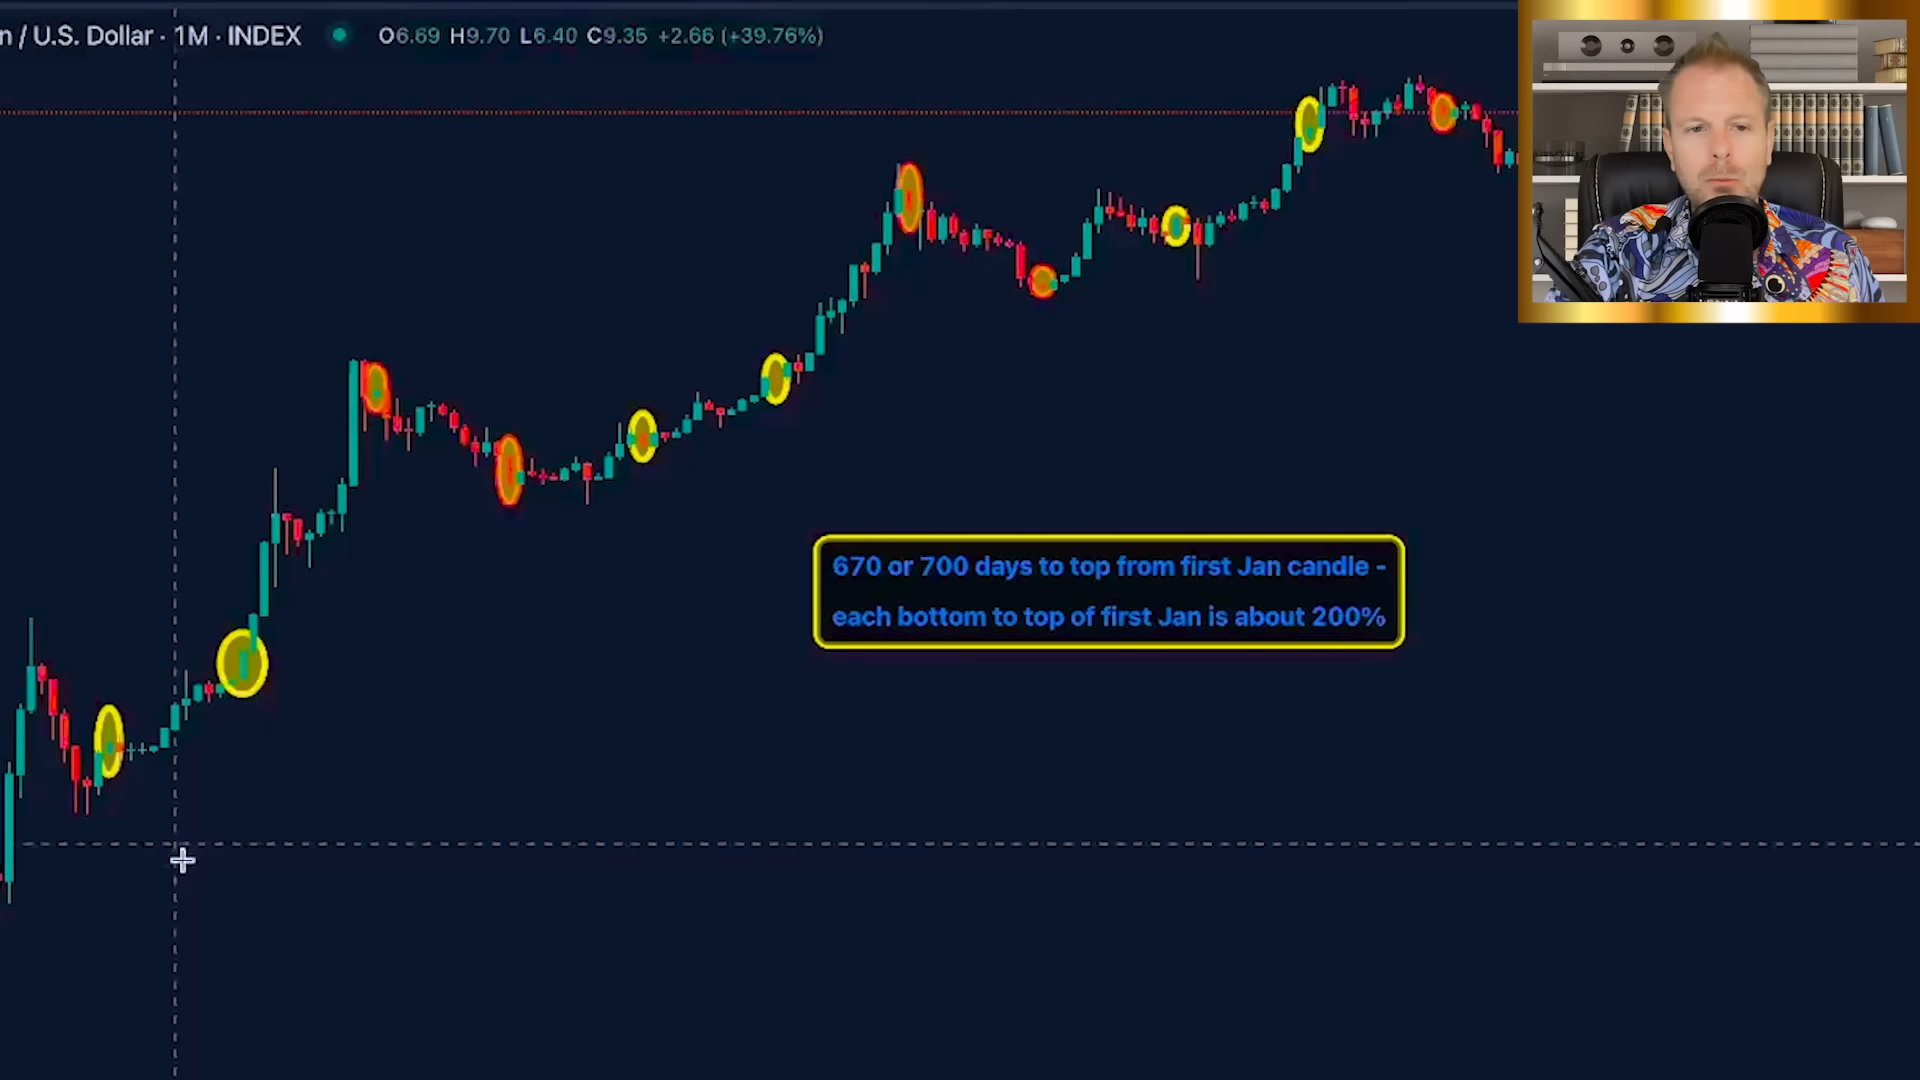 n / U.S. Dollar · 1M · INDEX O6.69 H9.70 L6.40 C9.35 +2.66 (+39.76%)
670 or 700 days to top from first Jan candle -
each bottom to top of first Jan is about 200%